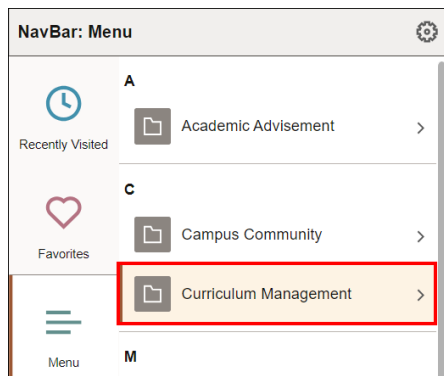 NavBar: Menu
Recently Visited
Favorites
Menu
A
Academic Advisement
C
Campus Community
Curriculum Management
M